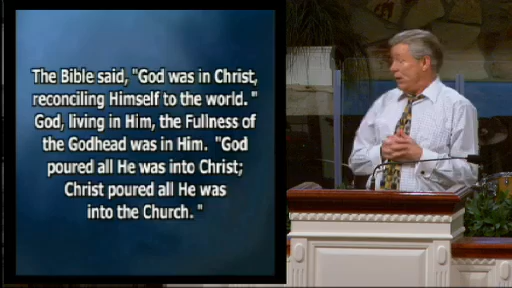 The Bible said, "God was in Christ,
reconciling Himself to the world. "
God, living in Him, the Fullness of
the Godhead was in Him. "God
poured all He was into Christ;
Christ poured all He was
into the Church. "